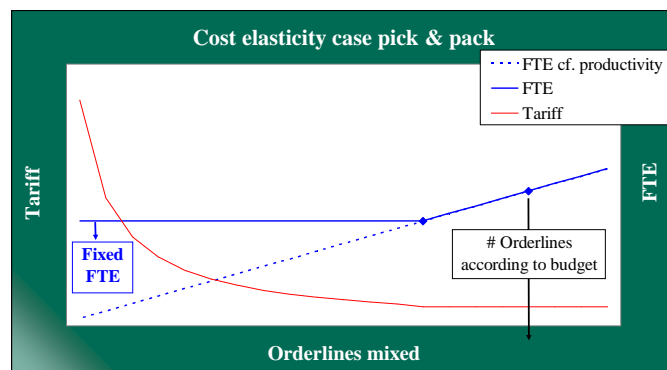 Cost elasticity case pick & pack
FTE cf. productivity
FTE
Tariff
Tariff
FTE
Fixed
FTE
# Orderlines
according to budget
Orderlines mixed